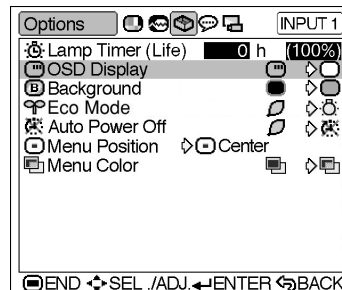 Options INPUT 1
Lamp Timer (Life) 0 h (100%)
OSD Display
B Background
Eco Mode
Auto Power Off
Menu Position Center
Menu Color
END SEL./ADJ. ENTER BACK